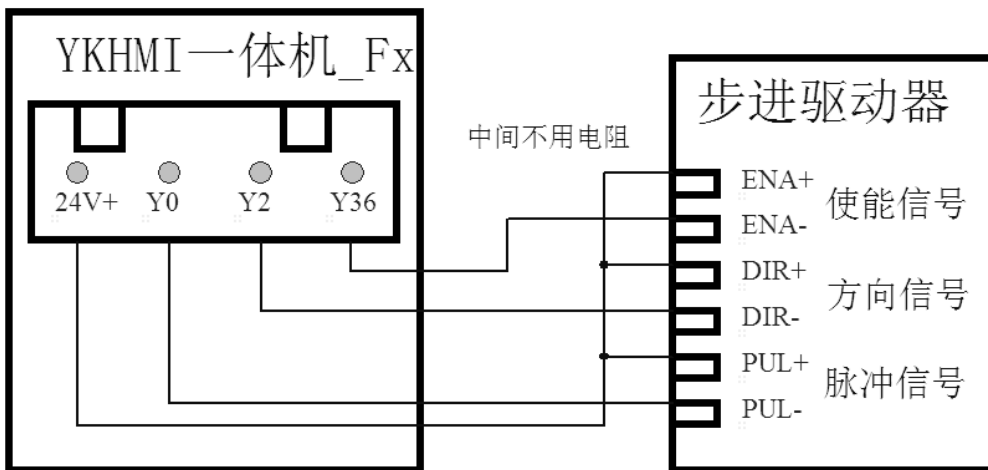 YKHMI一体机_Fx
24V+ Y0 Y2 Y36
中间不用电阻
步进驱动器
ENA+
使能信号
ENA-
DIR+
方向信号
DIR-
PUL+
脉冲信号
PUL-